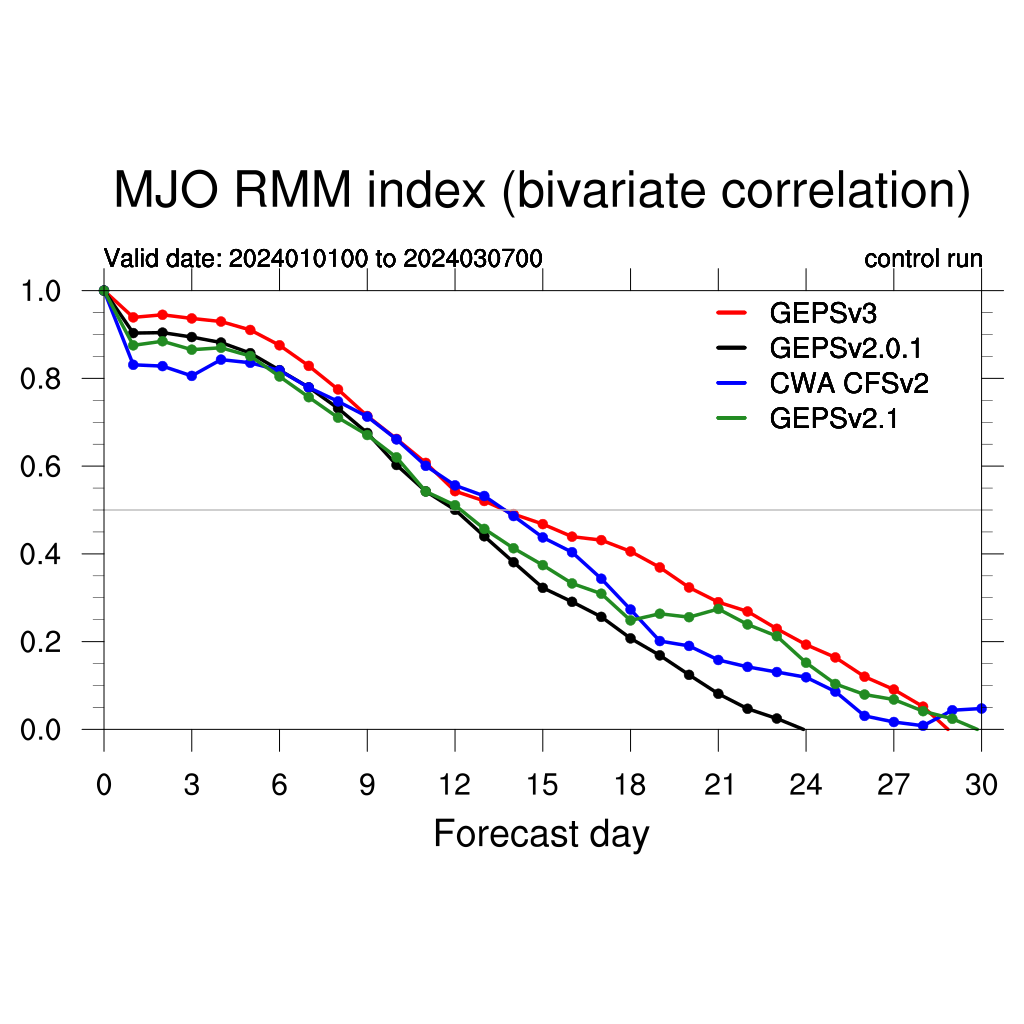 MJO RMM index (bivariate correlation)
Valid date: 2024010100 to 2024030700 control run
1.0
0.8
0.6
0.4
0.2
0.0
GEPSv3
GEPSv2.0.1
CWA CFSv2
GEPSv2.1
0 3 6 9 12 15 18 21 24 27 30
Forecast day